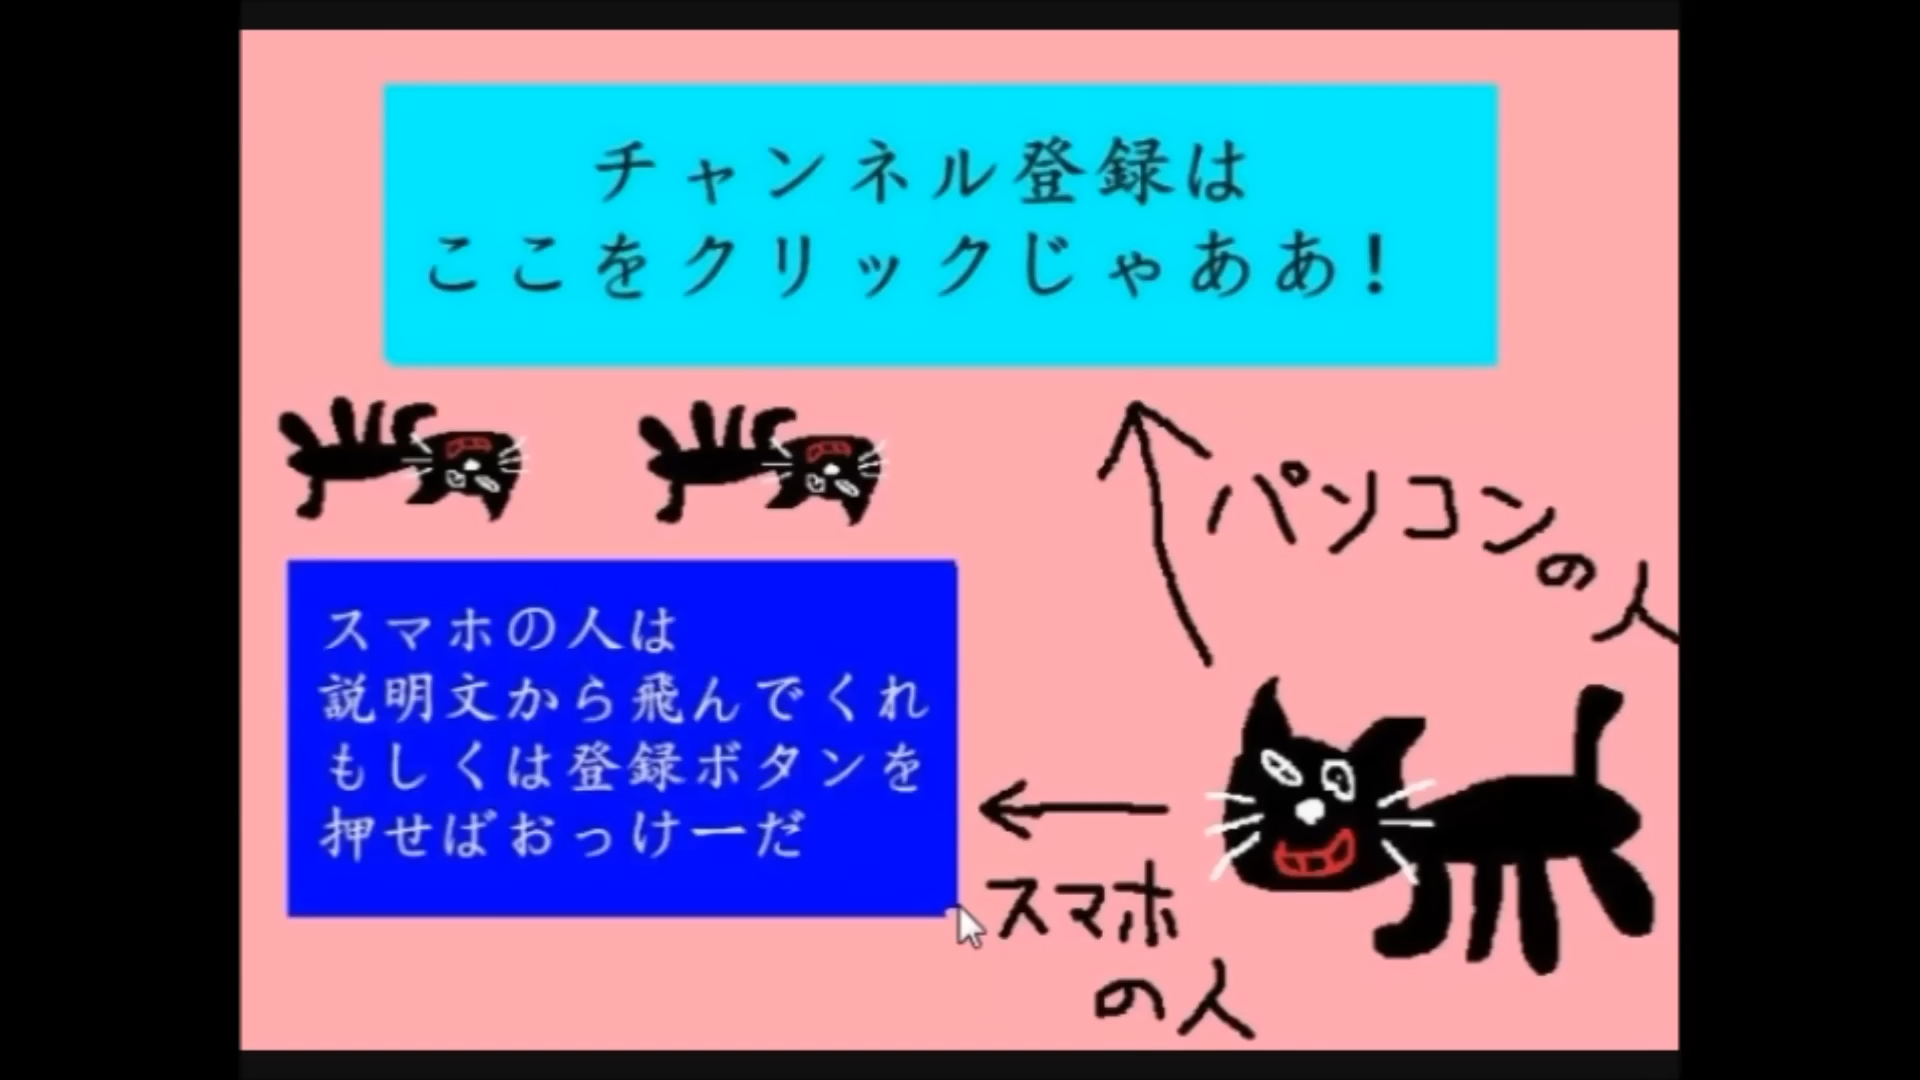 チャンネル登録は
ここをクリックじゃああ!
パソコンの人
スマホの人は
説明文から飛んでくれ
もしくは登録ボタンを
押せばおっけーだ
スマホ
の人